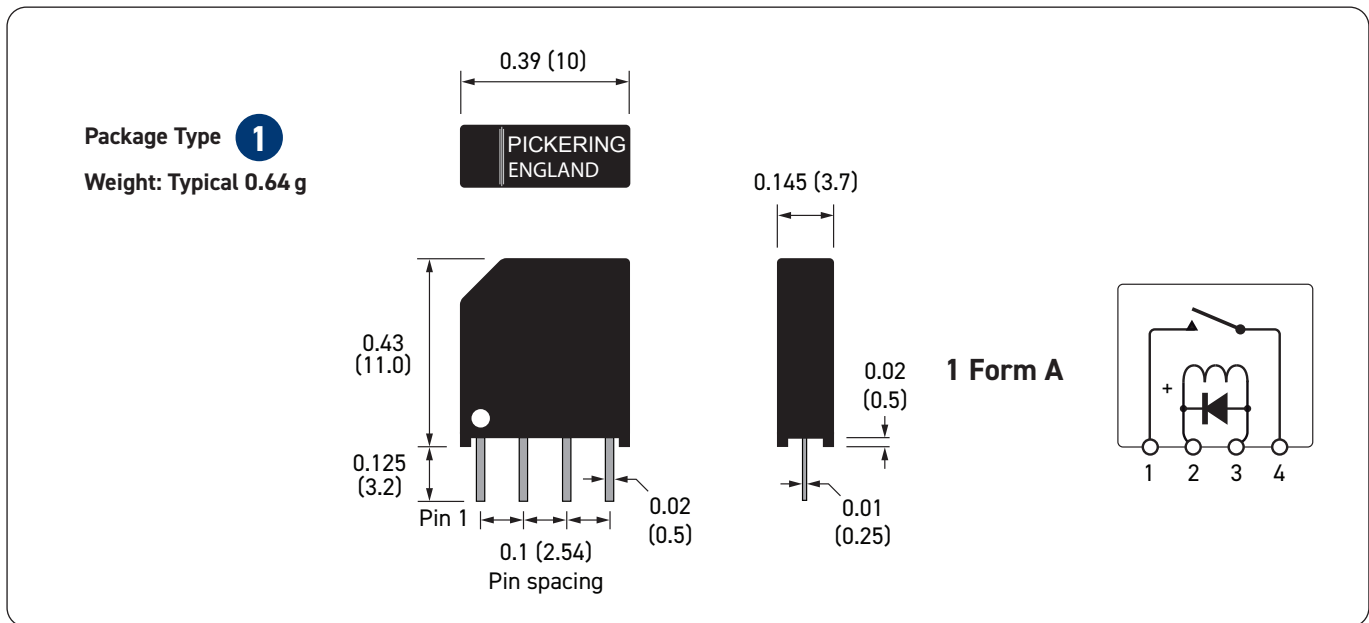 Package Type 1
Weight: Typical 0.64 g
0.39 (10)
PICKERING
ENGLAND
0.43
(11.0)
0.125
(3.2)
Pin 1
0.1 (2.54)
Pin spacing
0.02
(0.5)
0.145 (3.7)
0.02
(0.5)
0.01
(0.25)
1 Form A
+
1 2 3 4